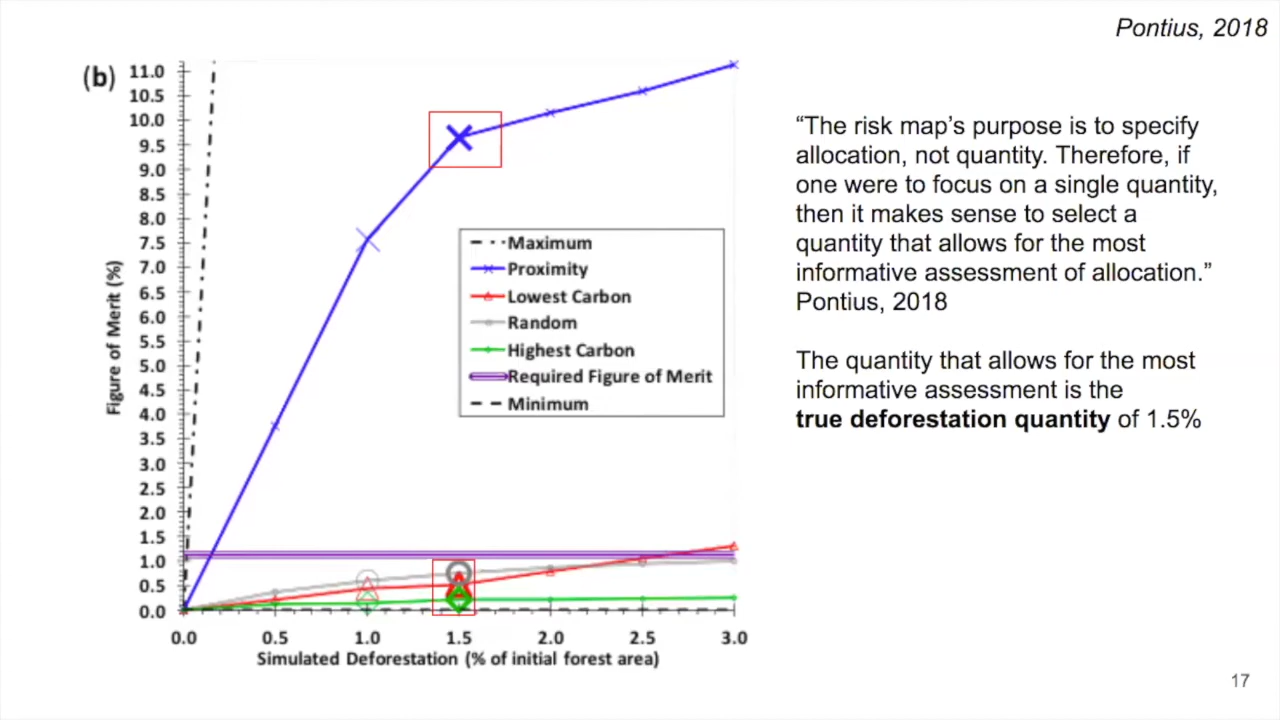 Pontius, 2018
(b)
11.0
10.5
10.0
9.5
9.0
8.5
8.0
7.5
7.0
6.5
6.0
5.5
5.0
4.5
4.0
3.5
3.0
2.5
2.0
1.5
1.0
0.5
0.0
Figure of Merit (%)
0.0 0.5 1.0 1.5 2.0 2.5 3.0
Simulated Deforestation (% of initial forest area)
Maximum
Proximity
Lowest Carbon
Random
Highest Carbon
Required Figure of Merit
Minimum
“The risk map’s purpose is to specify
allocation, not quantity. Therefore, if
one were to focus on a single quantity,
then it makes sense to select a
quantity that allows for the most
informative assessment of allocation.”
Pontius, 2018
The quantity that allows for the most
informative assessment is the
true deforestation quantity of 1.5%
17